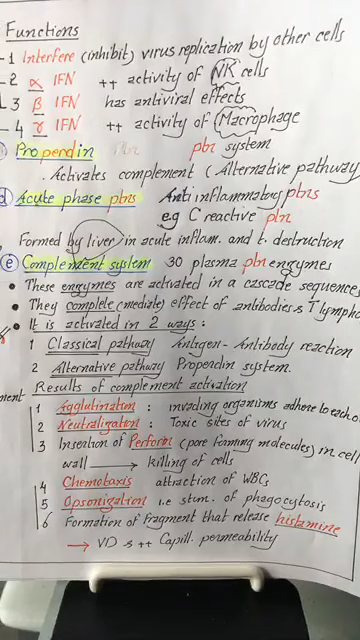 Functions
1 Interfere (inhibit) virus replication by other cells
2 α IFN ++ activity of NK cells
3 β IFN has antiviral effects
4 γ IFN ++ activity of Macrophage
Properdin ptn system
. Activates complement (Alternative pathway
d Acute phase ptns Anti inflammatory ptns
e.g C reactive ptn
Formed by liver in acute inflam. and t. destruction
e Complement system 30 plasma ptn enzymes
• These enzymes are activated in a cascade sequence
• They complete (mediate) effect of antibodies & T lympho
• It is activated in 2 ways :
1 Classical pathway Antigen - Antibody reaction
2 Alternative pathway Properdin system.
Results of complement activation
1 Agglutination : invading organisms adhere to each o
2 Neutralization : Toxic sites of virus
3 Insertion of Perforin (pore forming molecules) in cell
wall → killing of cells
4 Chemotaxis attraction of WBCs
5 Opsonization i.e stim. of phagocytosis
6 Formation of fragment that release histamine
→ VD & ++ Capill. permeability